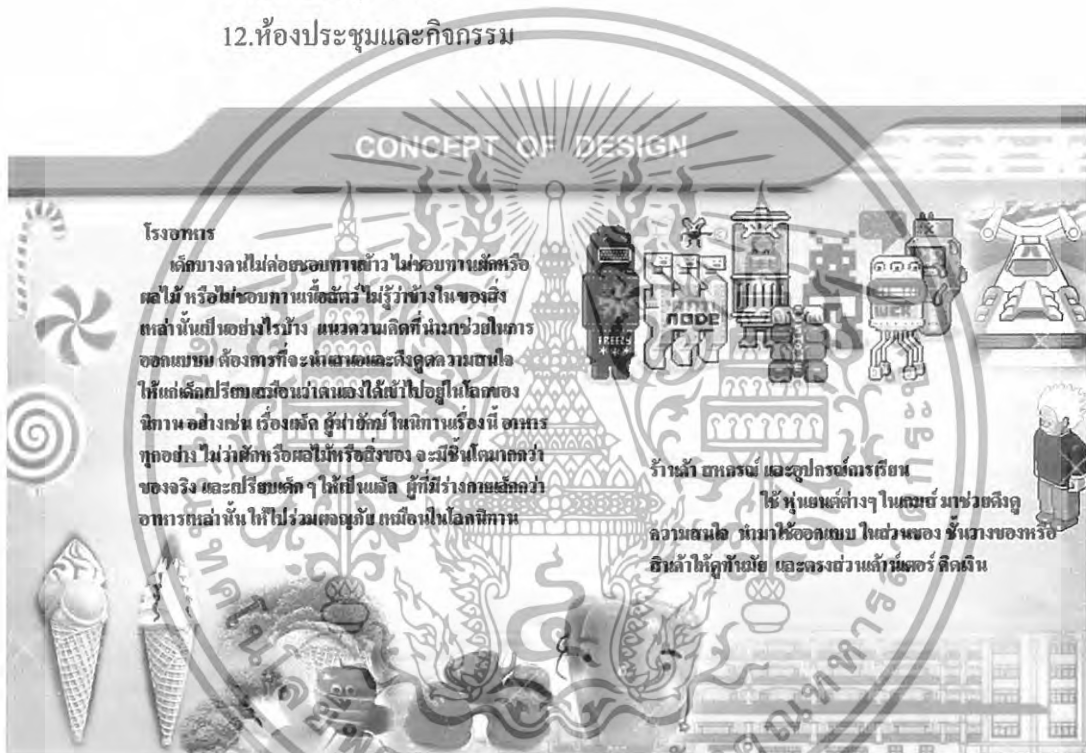 12.ห้องประชุมและกิจกรรม
CONCEPT OF DESIGN
โรงอาหาร
เด็กบางคนไม่ค่อยชอบทานข้าว ไม่ชอบทานผักหรือ
ผลไม้ หรือไม่ชอบทานเนื้อสัตว์ ไม่รู้ว่าข้างใน ของสิ่ง
เหล่านั้นเป็นอย่างไรบ้าง แนวความคิดที่นำมาช่วยในการ
ออกแบบ ต้องการที่จะนำเสนอและดึงดูดความสนใจ
ให้แก่เด็กเปรียบเสมือนว่าตนเองได้เข้าไปอยู่ในโลกของ
นิทาน อย่างเช่น เรื่องแจ็ค ผู้ฆ่ายักษ์ ในนิทานเรื่องนี้ อาหาร
ทุกอย่าง ไม่ว่าผักหรือผลไม้หรือสิ่งของ จะมีชิ้นโตมากกว่า
ของจริง และเปรียบเด็ก ๆ ให้เป็นแจ็ค ผู้ที่มีร่างกายเล็กกว่า
อาหารเหล่านั้น ให้ไปร่วมผจญภัย เหมือนในโลกนิทาน
FREEZY
MODE
ร้านค้า สหกรณ์ และอุปกรณ์การเรียน
ใช้ หุ่นยนต์ต่างๆ ในเกมส์ มาช่วยดึงดู
ความสนใจ นำมาใช้ออกแบบ ในส่วนของ ชั้นวางของหรือ
สินค้าให้ดูทันมัย และตรงส่วนเค้าน์เตอร์ คิดเงิน